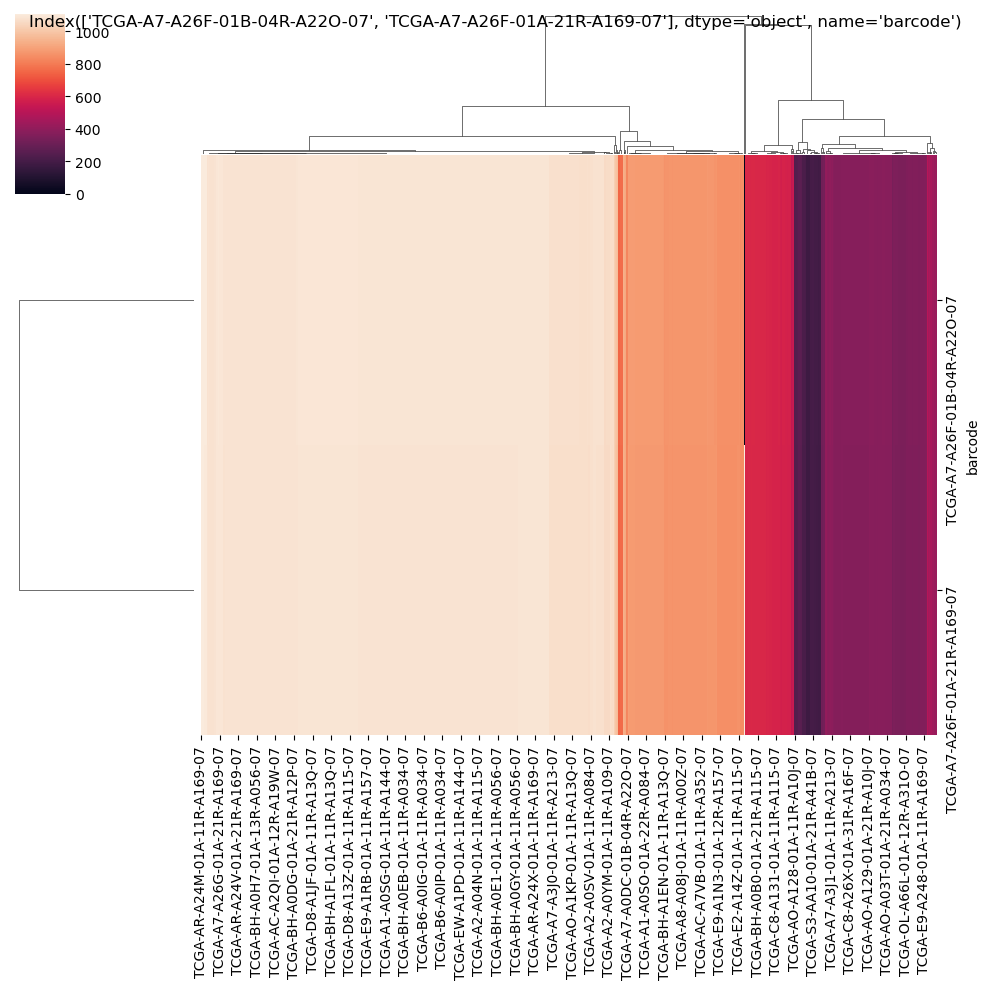 Index(['TCGA-A7-A26F-01B-04R-A22O-07', 'TCGA-A7-A26F-01A-21R-A169-07'], dtype='object', name='barcode')
1000
800
600
400
200
0
TCGA-A7-A26F-01B-04R-A22O-07
TCGA-A7-A26F-01A-21R-A169-07
barcode
TCGA-AR-A24M-01A-11R-A169-07
TCGA-A7-A26G-01A-21R-A169-07
TCGA-AR-A24V-01A-21R-A169-07
TCGA-BH-A0H7-01A-13R-A056-07
TCGA-AC-A2QI-01A-12R-A19W-07
TCGA-BH-A0DG-01A-21R-A12P-07
TCGA-D8-A1JF-01A-11R-A13Q-07
TCGA-BH-A1FL-01A-11R-A13Q-07
TCGA-D8-A13Z-01A-11R-A115-07
TCGA-E9-A1RB-01A-11R-A157-07
TCGA-A1-A0SG-01A-11R-A144-07
TCGA-BH-A0EB-01A-11R-A034-07
TCGA-B6-A0IG-01A-11R-A034-07
TCGA-B6-A0IP-01A-11R-A034-07
TCGA-EW-A1PD-01A-11R-A144-07
TCGA-A2-A04N-01A-11R-A115-07
TCGA-BH-A0E1-01A-11R-A056-07
TCGA-BH-A0GY-01A-11R-A056-07
TCGA-AR-A24X-01A-11R-A169-07
TCGA-A7-A3J0-01A-11R-A213-07
TCGA-AO-A1KP-01A-11R-A13Q-07
TCGA-A2-A0SV-01A-11R-A084-07
TCGA-A2-A0YM-01A-11R-A109-07
TCGA-A7-A0DC-01B-04R-A22O-07
TCGA-A1-A0SO-01A-22R-A084-07
TCGA-BH-A1EN-01A-11R-A13Q-07
TCGA-A8-A08J-01A-11R-A00Z-07
TCGA-AC-A7VB-01A-11R-A352-07
TCGA-E9-A1N3-01A-12R-A157-07
TCGA-E2-A14Z-01A-11R-A115-07
TCGA-BH-A0B0-01A-21R-A115-07
TCGA-C8-A131-01A-11R-A115-07
TCGA-AO-A128-01A-11R-A10J-07
TCGA-S3-AA10-01A-21R-A41B-07
TCGA-A7-A3J1-01A-11R-A213-07
TCGA-C8-A26X-01A-31R-A16F-07
TCGA-AO-A129-01A-21R-A10J-07
TCGA-AO-A03T-01A-21R-A034-07
TCGA-OL-A66L-01A-12R-A31O-07
TCGA-E9-A248-01A-11R-A169-07